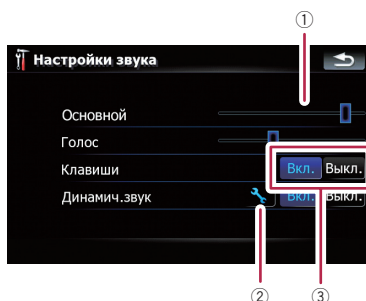 ①
Настройки звука
Основной
Голос
Клавиши Вкл. Выкл.
Динамич.звук Вкл. Выкл.
② ③